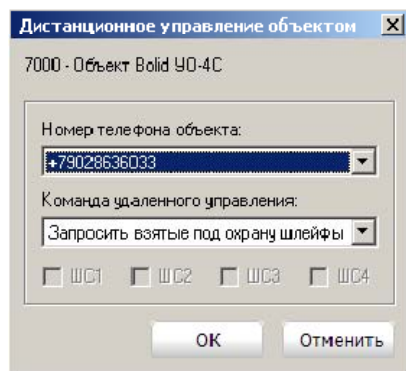 Дистанционное управление объектом
7000 - Объект Bolid УО-4С
Номер телефона объекта:
+79028636033
Команда удаленного управления:
Запросить взятые под охрану шлейфы
ШС1 ШС2 ШС3 ШС4
ОК Отменить